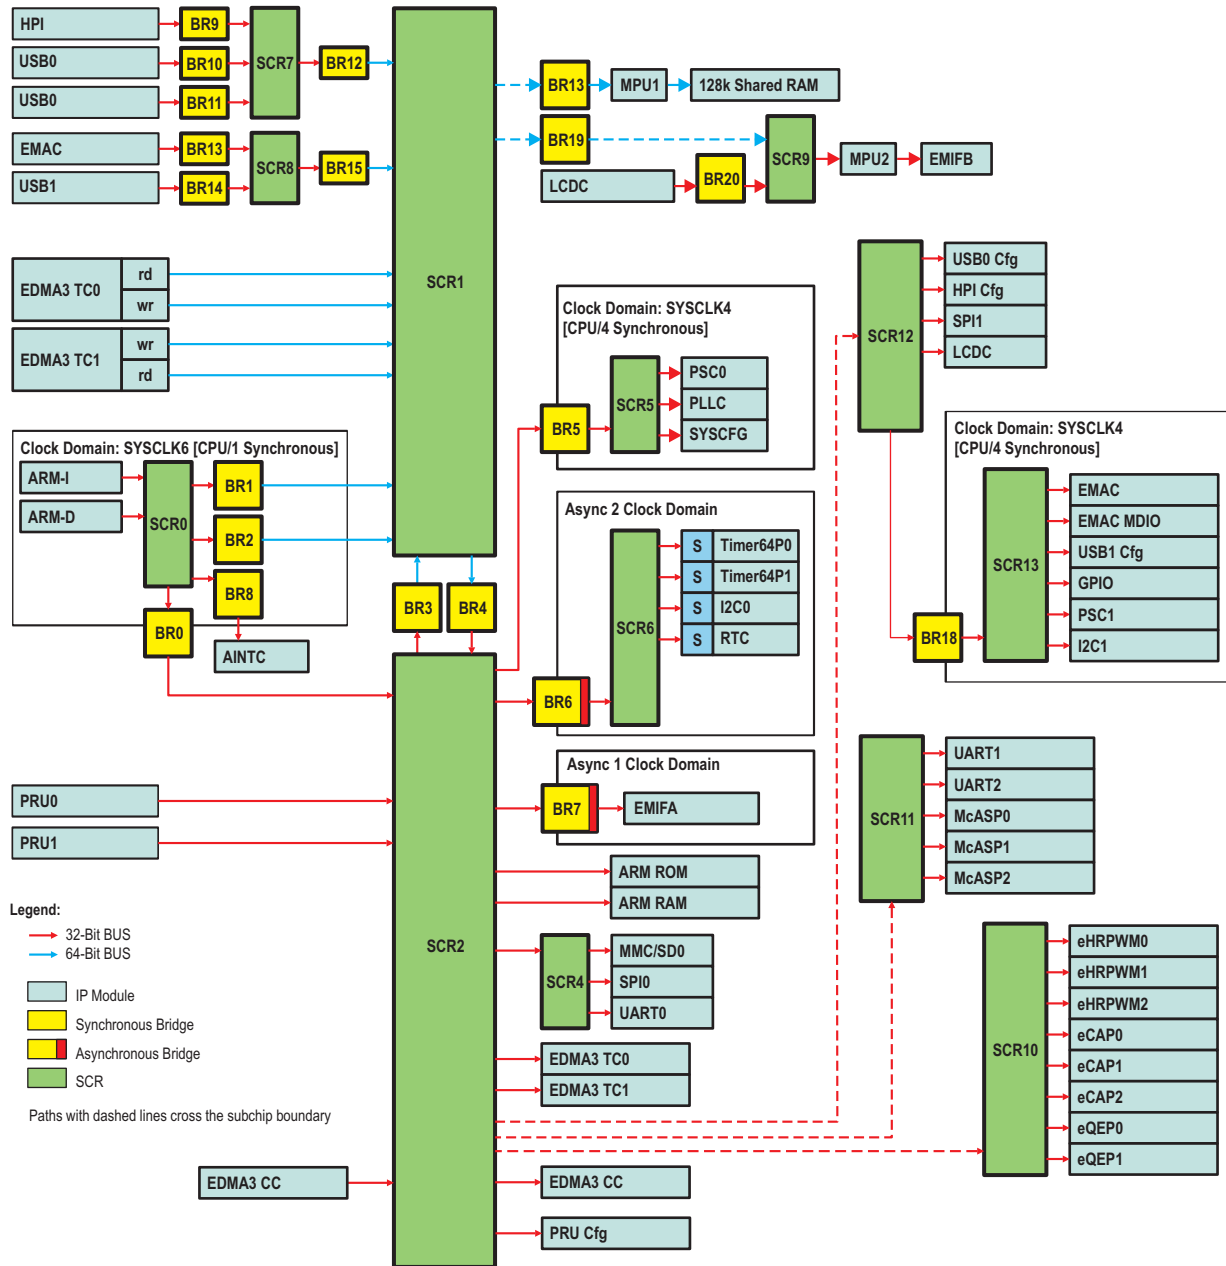 HPI
BR9
USB0
BR10
SCR7
BR12
USB0
BR11
EMAC
BR13
SCR8
BR15
USB1
BR14
SCR1
BR13
MPU1
128k Shared RAM
BR19
SCR9
MPU2
EMIFB
LCDC
BR20
EDMA3 TC0
rd
wr
EDMA3 TC1
wr
rd
Clock Domain: SYSCLK6 [CPU/1 Synchronous]
ARM-I
ARM-D
SCR0
BR1
BR2
BR8
BR0
AINTC
BR3
BR4
Clock Domain: SYSCLK4
[CPU/4 Synchronous]
BR5
SCR5
PSC0
PLLC
SYSCFG
Async 2 Clock Domain
BR6
SCR6
S
Timer64P0
S
Timer64P1
S
I2C0
S
RTC
Async 1 Clock Domain
BR7
EMIFA
SCR12
USB0 Cfg
HPI Cfg
SPI1
LCDC
Clock Domain: SYSCLK4
[CPU/4 Synchronous]
BR18
SCR13
EMAC
EMAC MDIO
USB1 Cfg
GPIO
PSC1
I2C1
PRU0
PRU1
SCR2
ARM ROM
ARM RAM
SCR4
MMC/SD0
SPI0
UART0
EDMA3 TC0
EDMA3 TC1
SCR11
UART1
UART2
McASP0
McASP1
McASP2
SCR10
eHRPWM0
eHRPWM1
eHRPWM2
eCAP0
eCAP1
eCAP2
eQEP0
eQEP1
Legend:
32-Bit BUS
64-Bit BUS
IP Module
Synchronous Bridge
Asynchronous Bridge
SCR
Paths with dashed lines cross the subchip boundary
EDMA3 CC
EDMA3 CC
PRU Cfg